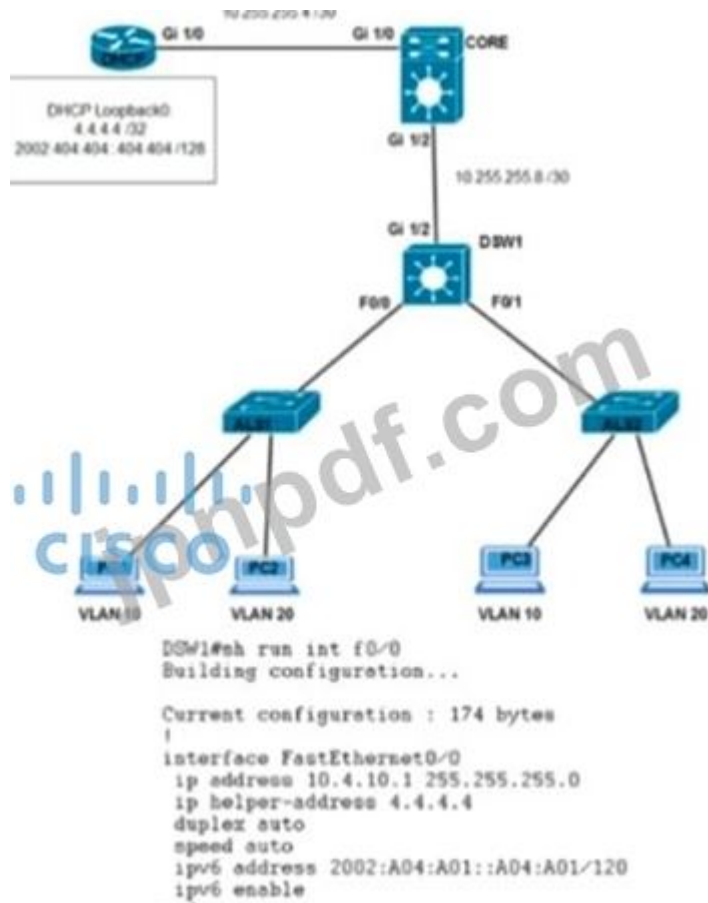 10.255.255.4 /30
Gi 1/0
Gi 1/0
CORE
DHCP
DHCP Loopback0:
4.4.4.4 /32
2002:404:404::404:404 /128
Gi 1/2
10.255.255.8 /30
Gi 1/2
DSW1
F0/0
F0/1
ALS1
ALS2
jpnpdf.com
CISCO
PC2
PC3
PC4
VLAN 10
VLAN 20
VLAN 10
VLAN 20
DSW1#sh run int f0/0
Building configuration...
Current configuration : 174 bytes
!
interface FastEthernet0/0
ip address 10.4.10.1 255.255.255.0
ip helper-address 4.4.4.4
duplex auto
speed auto
ipv6 address 2002:A04:A01::A04:A01/120
ipv6 enable